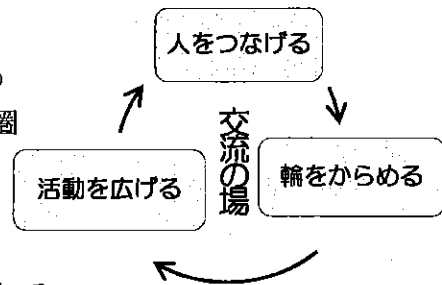 人をつなげる
圏
交流の場
活動を広げる
輪をからめる